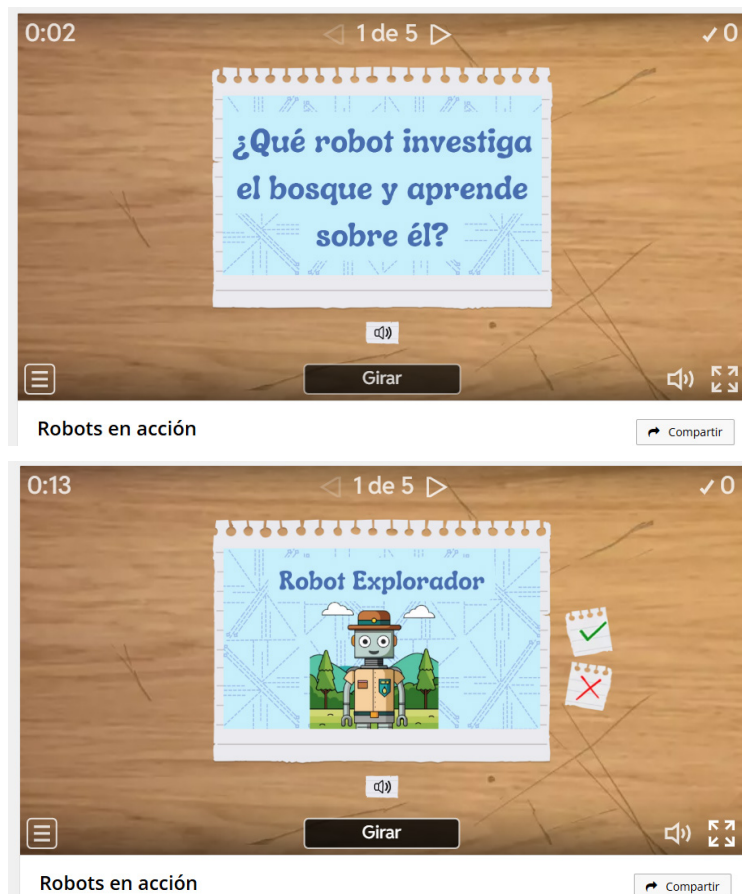 0:02
1 de 5
0
¿Qué robot investiga
el bosque y aprende
sobre él?
Girar
Robots en acción
Compartir
0:13
1 de 5
0
Robot Explorador
Girar
Robots en acción
Compartir